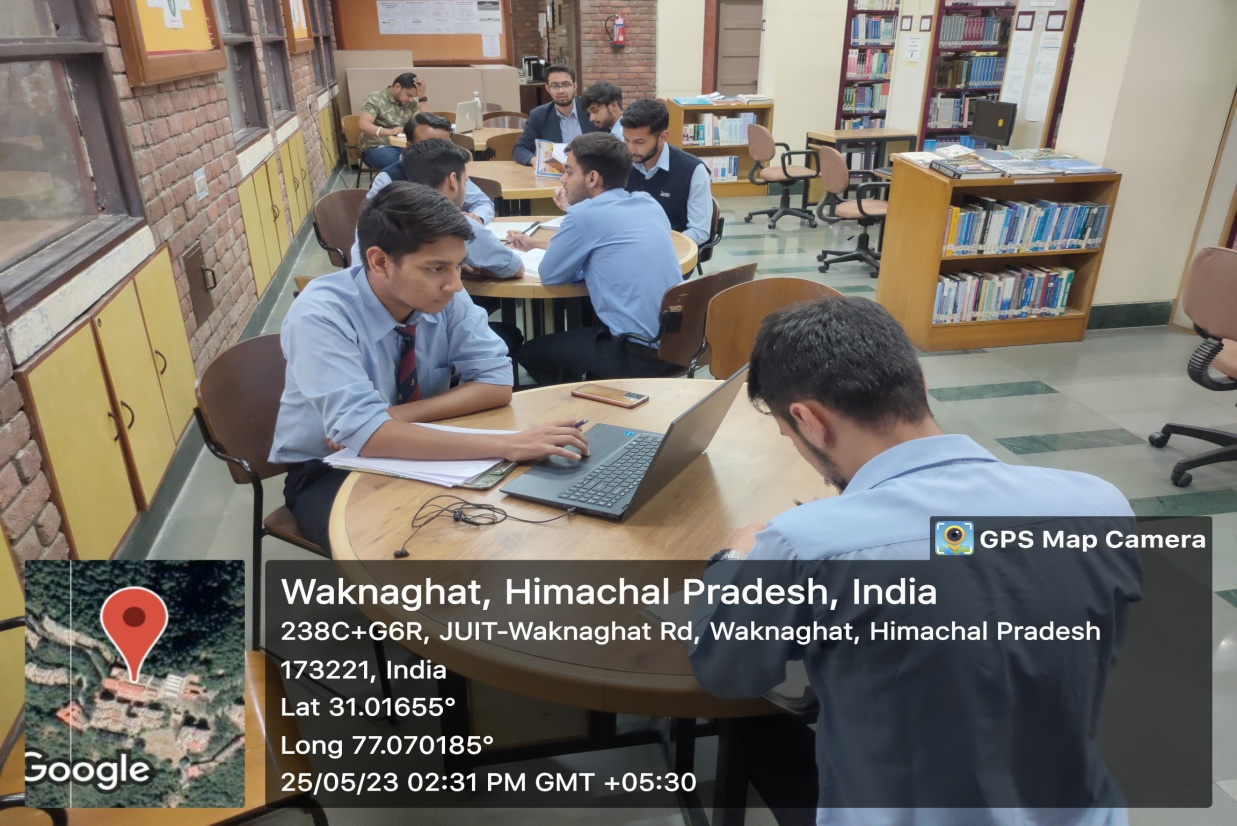 GPS Map Camera
Waknaghat, Himachal Pradesh, India
238C+G6R, JUIT-Waknaghat Rd, Waknaghat, Himachal Pradesh
173221, India
Lat 31.01655°
Long 77.070185°
25/05/23 02:31 PM GMT +05:30
Google